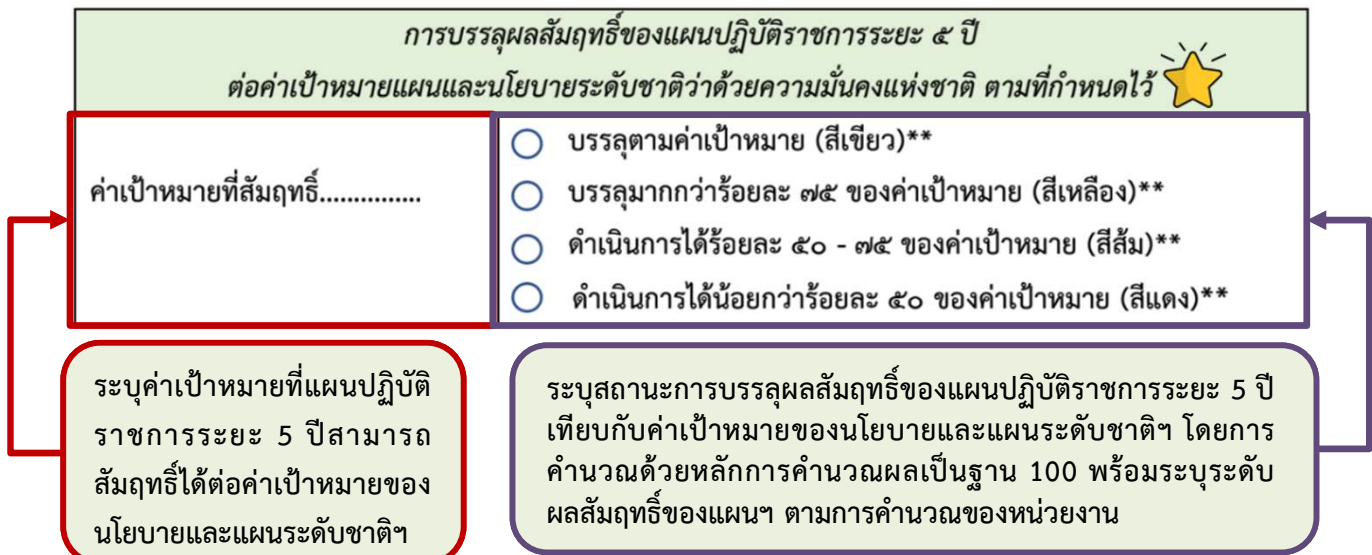 การบรรลุผลสัมฤทธิ์ของแผนปฏิบัติราชการระยะ ๕ ปี
ต่อค่าเป้าหมายแผนและนโยบายระดับชาติว่าด้วยความมั่นคงแห่งชาติ ตามที่กำหนดไว้
ค่าเป้าหมายที่สัมฤทธิ์...............
บรรลุตามค่าเป้าหมาย (สีเขียว)**
บรรลุมากกว่าร้อยละ ๗๕ ของค่าเป้าหมาย (สีเหลือง)**
ดำเนินการได้ร้อยละ ๕๐ - ๗๕ ของค่าเป้าหมาย (สีส้ม)**
ดำเนินการได้น้อยกว่าร้อยละ ๕๐ ของค่าเป้าหมาย (สีแดง)**
ระบุค่าเป้าหมายที่แผนปฏิบัติ
ราชการระยะ 5 ปีสามารถ
สัมฤทธิ์ได้ต่อค่าเป้าหมายของ
นโยบายและแผนระดับชาติฯ
ระบุสถานะการบรรลุผลสัมฤทธิ์ของแผนปฏิบัติราชการระยะ 5 ปี
เทียบกับค่าเป้าหมายของนโยบายและแผนระดับชาติฯ โดยการ
คำนวณด้วยหลักการคำนวณผลเป็นฐาน 100 พร้อมระบุระดับ
ผลสัมฤทธิ์ของแผนฯ ตามการคำนวณของหน่วยงาน